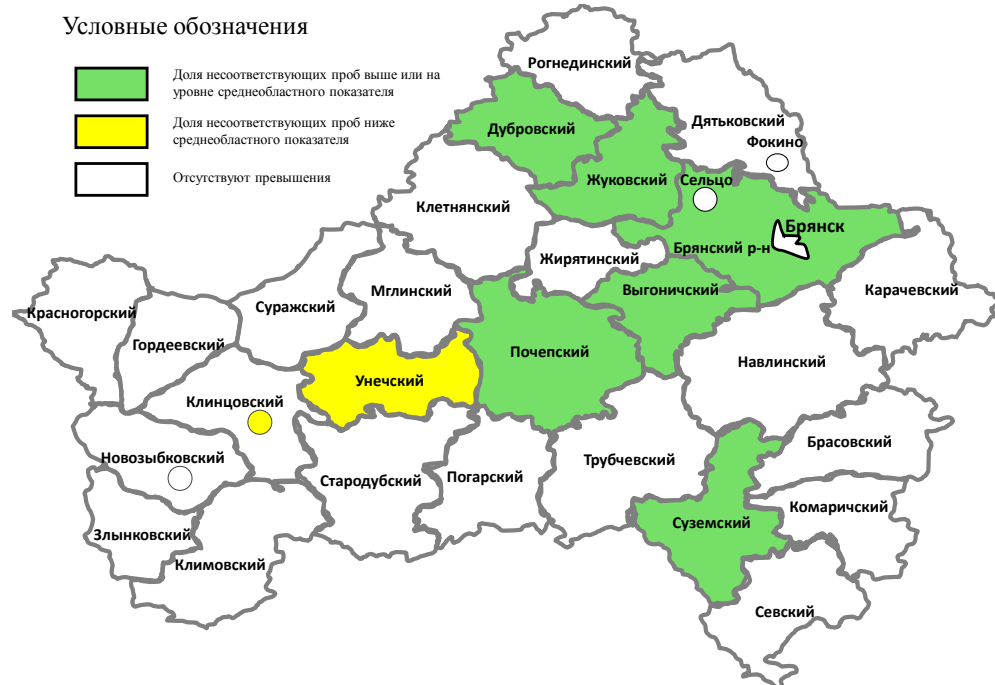 Условные обозначения
Доля несоответствующих проб выше или на
уровне среднеобластного показателя
Доля несоответствующих проб ниже
среднеобластного показателя
Отсутствуют превышения
Рогнединский
Дубровский
Дятьковский
Фокино
Жуковский
Сельцо
Клетнянский
Брянск
Брянский р-н
Жирятинский
Выгоничский
Карачевский
Мглинский
Суражский
Красногорский
Гордеевский
Почепский
Навлинский
Унечский
Клинцовский
Брасовский
Новозыбковский
Трубчевский
Погарский
Стародубский
Комаричский
Суземский
Злынковский
Климовский
Севский